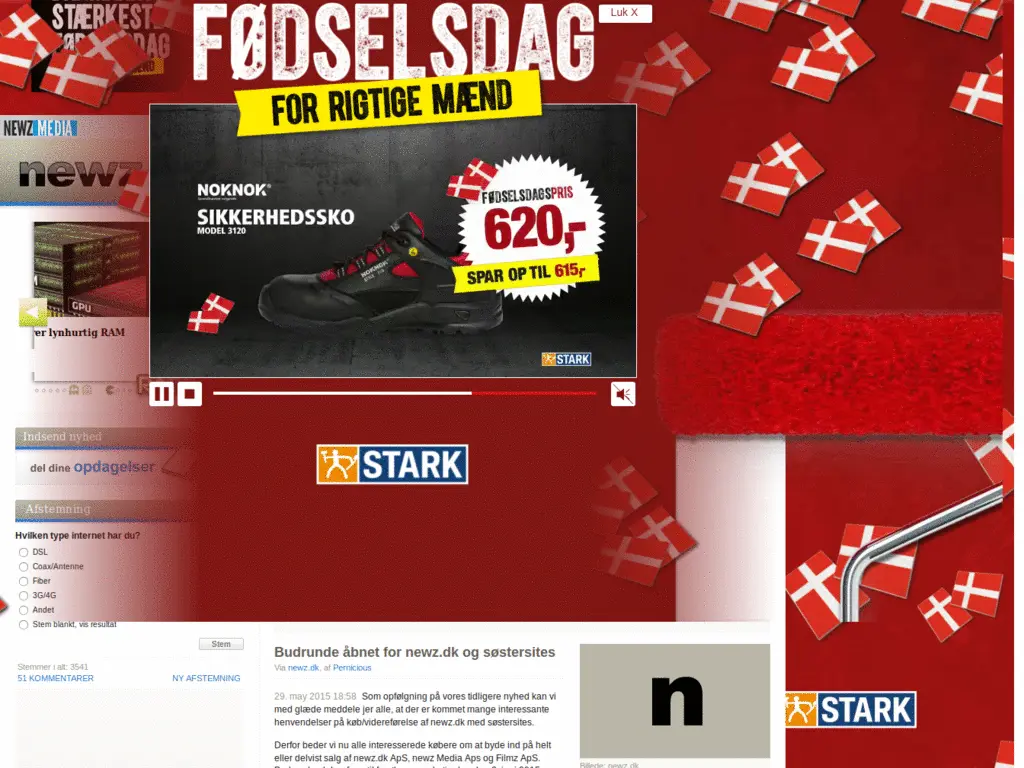 STÆRKEST
FØDSELSDAG
Luk X
FOR RIGTIGE MÆND
NEWZ MEDIA
newz
NOKNOK®
SIKKERHEDSSKO
MODEL 3120
FØDSELSDAGSPRIS
620,-
SPAR OP TIL 615,-
NOKNOK
STARK
GPU
er lynhurtig RAM
Indsend nyhed
del dine opdagelser
STARK
Afstemning
Hvilken type internet har du?
DSL
Coax/Antenne
Fiber
3G/4G
Andet
Stem blankt, vis resultat
Stem
Stemmer i alt: 3541
51 KOMMENTARER
NY AFSTEMNING
Budrunde åbnet for newz.dk og søstersites
Via newz.dk, af Pernicious
29. may 2015 18:58 Som opfølgning på vores tidligere nyhed kan vi
med glæde meddele jer alle, at der er kommet mange interessante
henvendelser på køb/videreførelse af newz.dk med søstersites.
Derfor beder vi nu alle interesserede købere om at byde ind på helt
eller delvist salg af newz.dk ApS, newz Media Aps og Filmz ApS.
n
Billede: newz.dk
STARK